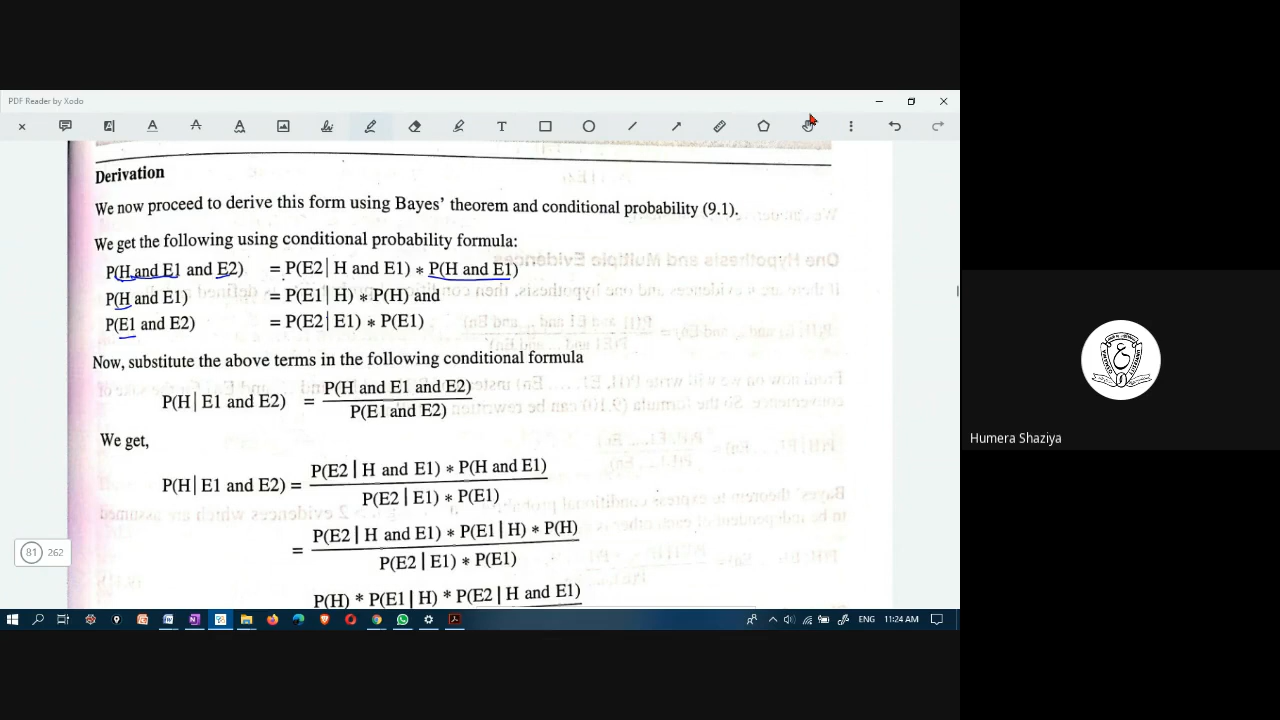 PDF Reader by Xodo
Derivation
We now proceed to derive this form using Bayes' theorem and conditional probability (9.1).
We get the following using conditional probability formula:
P(H and E1 and E2) = P(E2 | H and E1) * P(H and E1)
P(H and E1) = P(E1 | H) * P(H) and
P(E1 and E2) = P(E2 | E1) * P(E1)
Now, substitute the above terms in the following conditional formula
P(H | E1 and E2) = P(H and E1 and E2)
P(E1 and E2)
We get,
P(H | E1 and E2) = P(E2 | H and E1) * P(H and E1)
P(E2 | E1) * P(E1)
= P(E2 | H and E1) * P(E1 | H) * P(H)
P(E2 | E1) * P(E1)
P(H) * P(E1 | H) * P(E2 | H and E1)
81 262
Humera Shaziya
ENG 11:24 AM